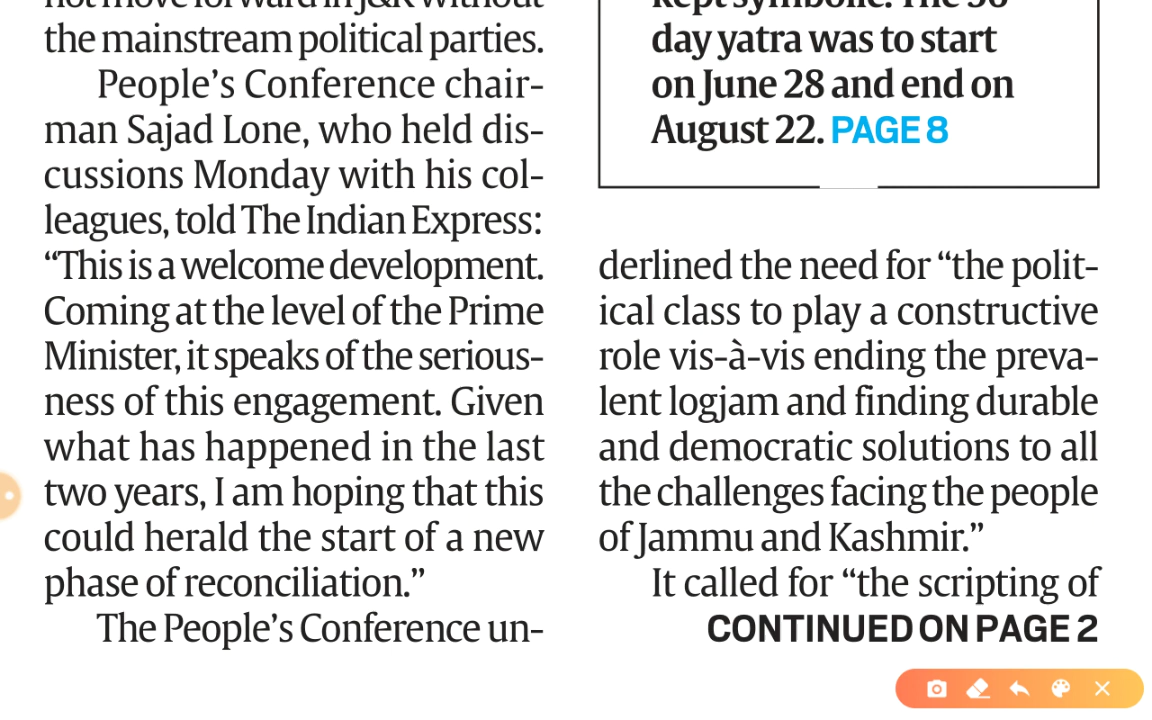 the mainstream political parties.
People’s Conference chair-
man Sajad Lone, who held dis-
cussions Monday with his col-
leagues, told The Indian Express:
“This is a welcome development.
Coming at the level of the Prime
Minister, it speaks of the serious-
ness of this engagement. Given
what has happened in the last
two years, I am hoping that this
could herald the start of a new
phase of reconciliation.”
The People’s Conference un-
day yatra was to start
on June 28 and end on
August 22. PAGE 8
derlined the need for “the polit-
ical class to play a constructive
role vis-à-vis ending the preva-
lent logjam and finding durable
and democratic solutions to all
the challenges facing the people
of Jammu and Kashmir.”
It called for “the scripting of
CONTINUED ON PAGE 2